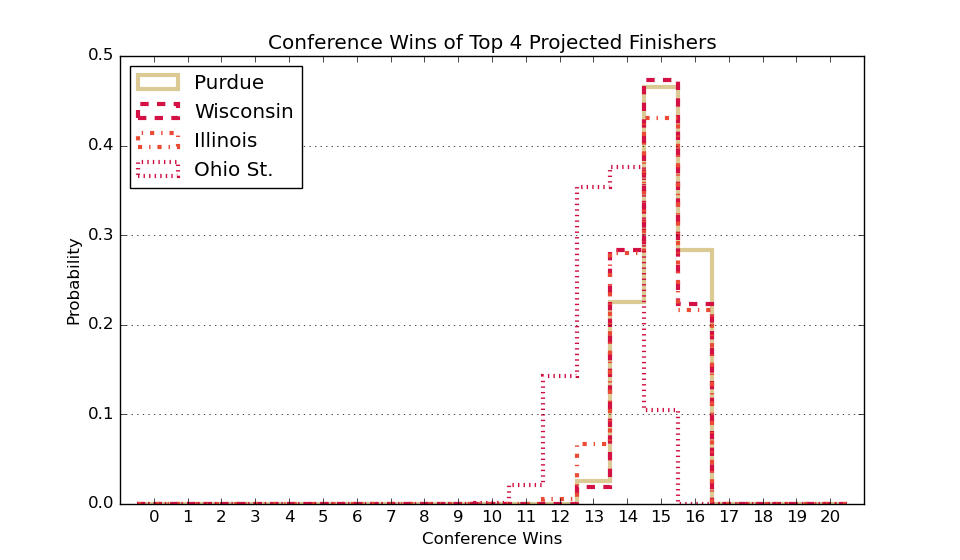 Conference Wins of Top 4 Projected Finishers
0.5
0.4
0.3
0.2
0.1
0.0
Probability
Purdue
Wisconsin
Illinois
Ohio St.
0 1 2 3 4 5 6 7 8 9 10 11 12 13 14 15 16 17 18 19 20
Conference Wins